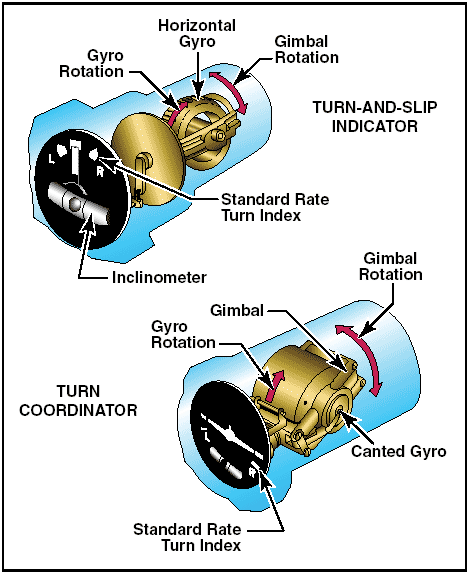 Horizontal
Gyro
Gyro
Rotation
Gimbal
Rotation
TURN-AND-SLIP
INDICATOR
L
R
Standard Rate
Turn Index
Inclinometer
Gimbal
Rotation
Gimbal
Gyro
Rotation
TURN
COORDINATOR
L
R
Canted Gyro
Standard Rate
Turn Index